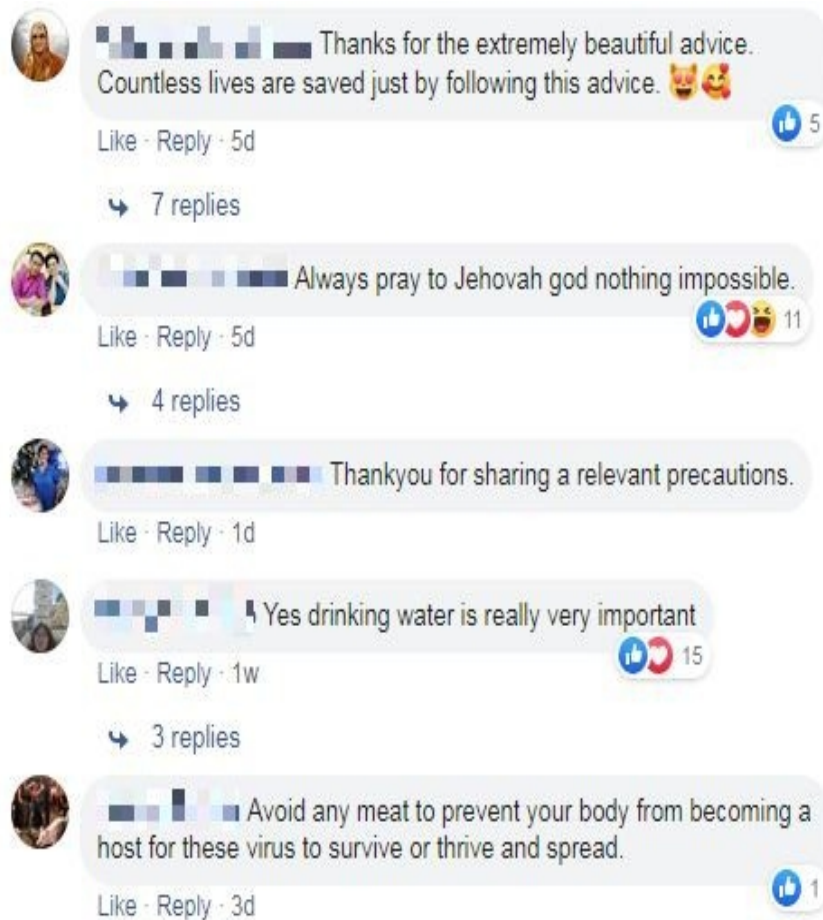 Thanks for the extremely beautiful advice.
Countless lives are saved just by following this advice. 😻🥰
5
Like · Reply · 5d
7 replies
Always pray to Jehovah god nothing impossible.
11
Like · Reply · 5d
4 replies
Thankyou for sharing a relevant precautions.
Like · Reply · 1d
Yes drinking water is really very important
15
Like · Reply · 1w
3 replies
Avoid any meat to prevent your body from becoming a
host for these virus to survive or thrive and spread.
1
Like · Reply · 3d